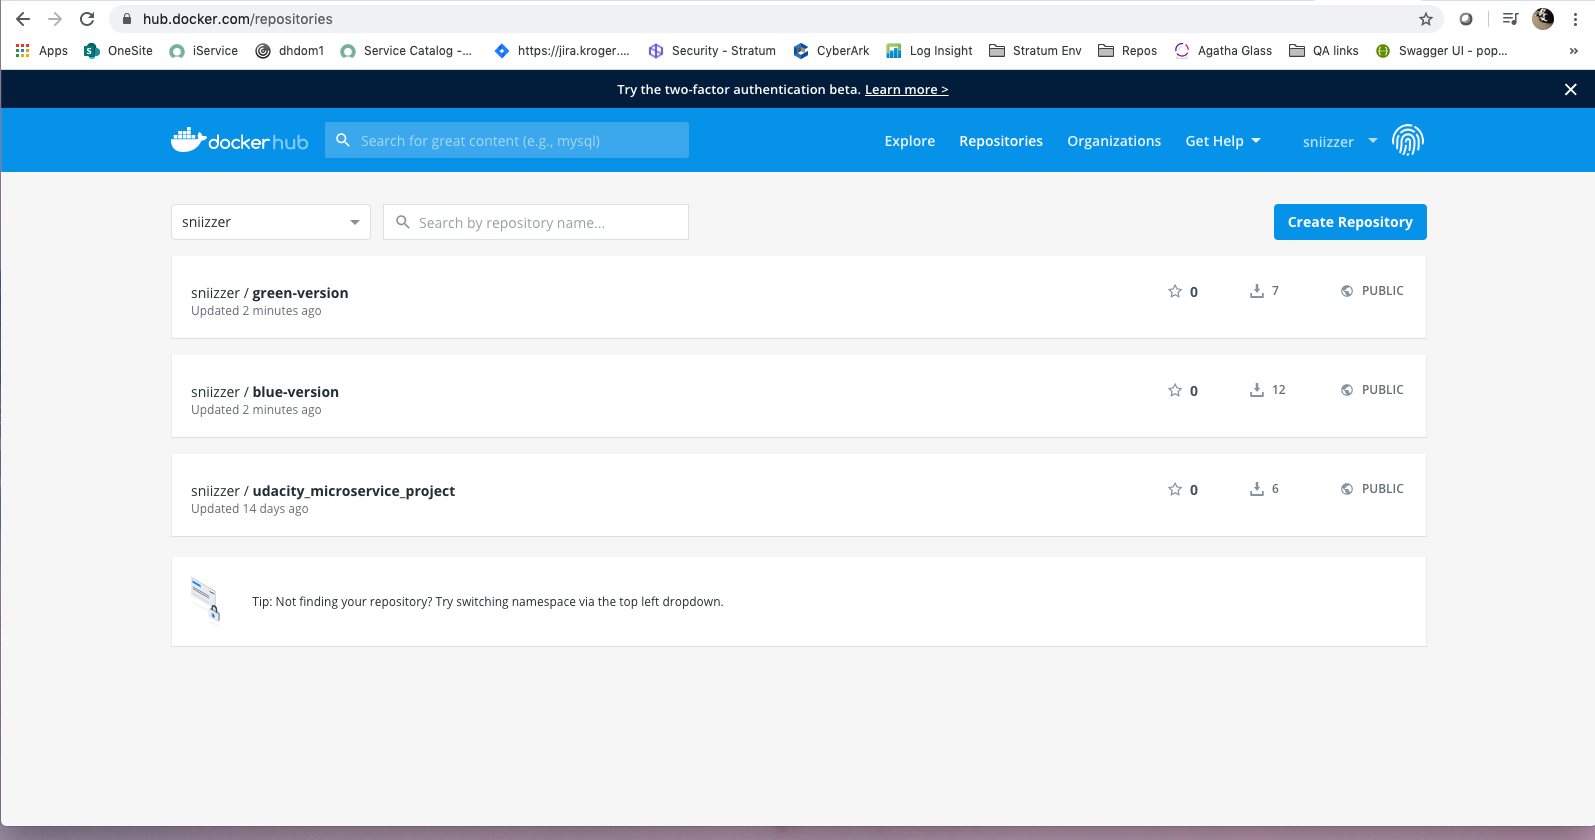 hub.docker.com/repositories
Apps OneSite iService dhdom1 Service Catalog -... https://jira.kroger.... Security - Stratum CyberArk Log Insight Stratum Env Repos Agatha Glass QA links Swagger UI - pop... »
Try the two-factor authentication beta. Learn more >
docker hub Search for great content (e.g., mysql) Explore Repositories Organizations Get Help sniizzer
sniizzer Search by repository name... Create Repository
sniizzer / green-version 0 7 PUBLIC
Updated 2 minutes ago
sniizzer / blue-version 0 12 PUBLIC
Updated 2 minutes ago
sniizzer / udacity_microservice_project 0 6 PUBLIC
Updated 14 days ago
Tip: Not finding your repository? Try switching namespace via the top left dropdown.